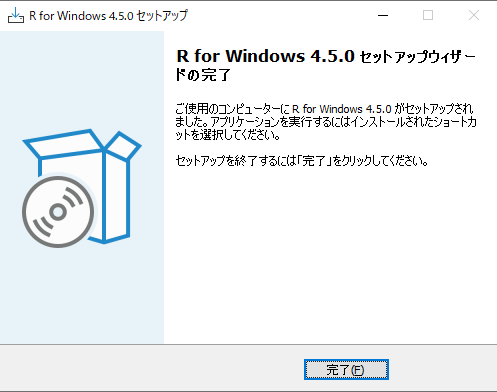 R for Windows 4.5.0 セットアップ
R for Windows 4.5.0 セットアップウィザー
ドの完了
ご使用のコンピューターに R for Windows 4.5.0 がセットアップされ
ました。アプリケーションを実行するにはインストールされたショートカ
ットを選択してください。
セットアップを終了するには「完了」をクリックしてください。
完了(F)